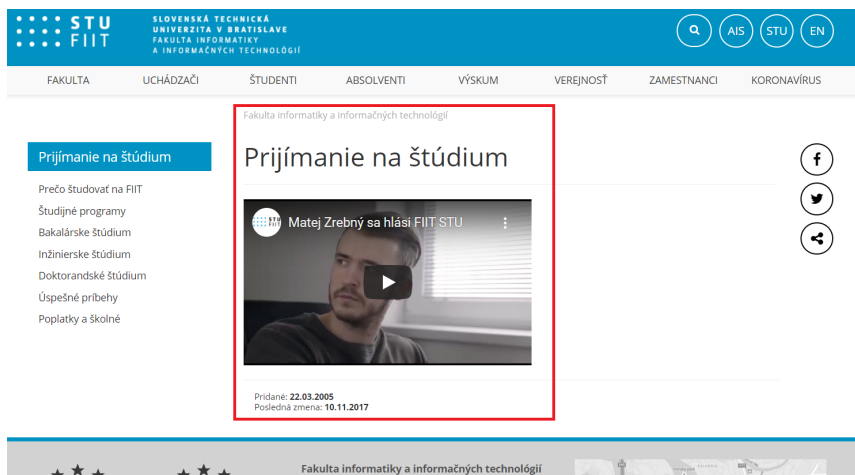 STU
FIIT
SLOVENSKÁ TECHNICKÁ
UNIVERZITA V BRATISLAVE
FAKULTA INFORMATIKY
A INFORMAČNÝCH TECHNOLÓGIÍ
AIS
STU
EN
FAKULTA
UCHÁDZAČI
ŠTUDENTI
ABSOLVENTI
VÝSKUM
VEREJNOSŤ
ZAMESTNANCI
KORONAVÍRUS
Fakulta informatiky a informačných technológií
Prijímanie na štúdium
Prečo študovať na FIIT
Študijné programy
Bakalárske štúdium
Inžinierske štúdium
Doktorandské štúdium
Úspešné príbehy
Poplatky a školné
Prijímanie na štúdium
STU
FIIT
Matej Zrebný sa hlási FIIT STU
Pridané: 22.03.2005
Posledná zmena: 10.11.2017
Fakulta informatiky a informačných technológií